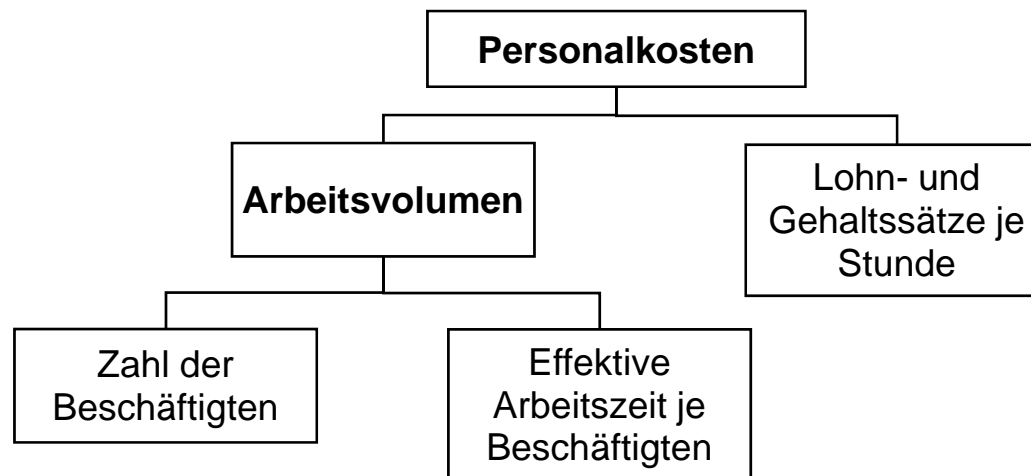 Personalkosten
Arbeitsvolumen
Lohn- und
Gehaltssätze je
Stunde
Zahl der
Beschäftigten
Effektive
Arbeitszeit je
Beschäftigten